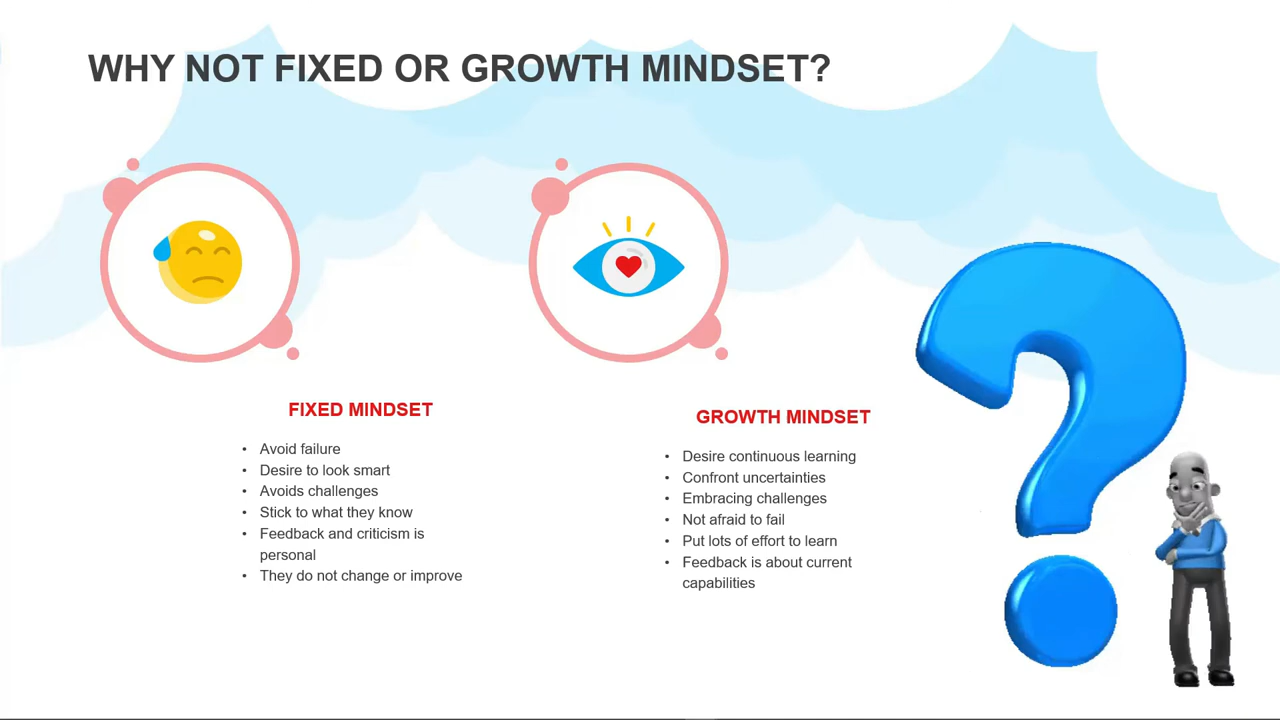 WHY NOT FIXED OR GROWTH MINDSET?
FIXED MINDSET
• Avoid failure
• Desire to look smart
• Avoids challenges
• Stick to what they know
• Feedback and criticism is
personal
• They do not change or improve
GROWTH MINDSET
• Desire continuous learning
• Confront uncertainties
• Embracing challenges
• Not afraid to fail
• Put lots of effort to learn
• Feedback is about current
capabilities